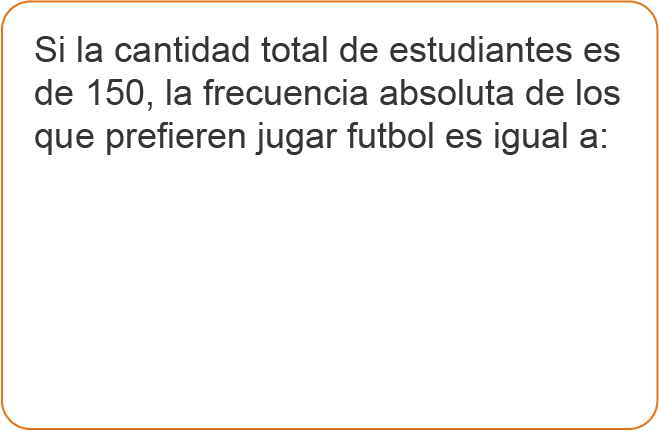 Si la cantidad total de estudiantes es
de 150, la frecuencia absoluta de los
que prefieren jugar futbol es igual a: